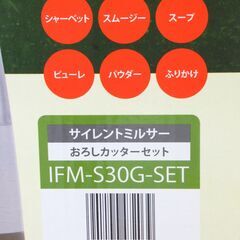 シャーベット
スムージー
スープ
ピューレ
パウダー
ふりかけ
サイレントミルサー
おろしカッターセット
IFM-S30G-SET